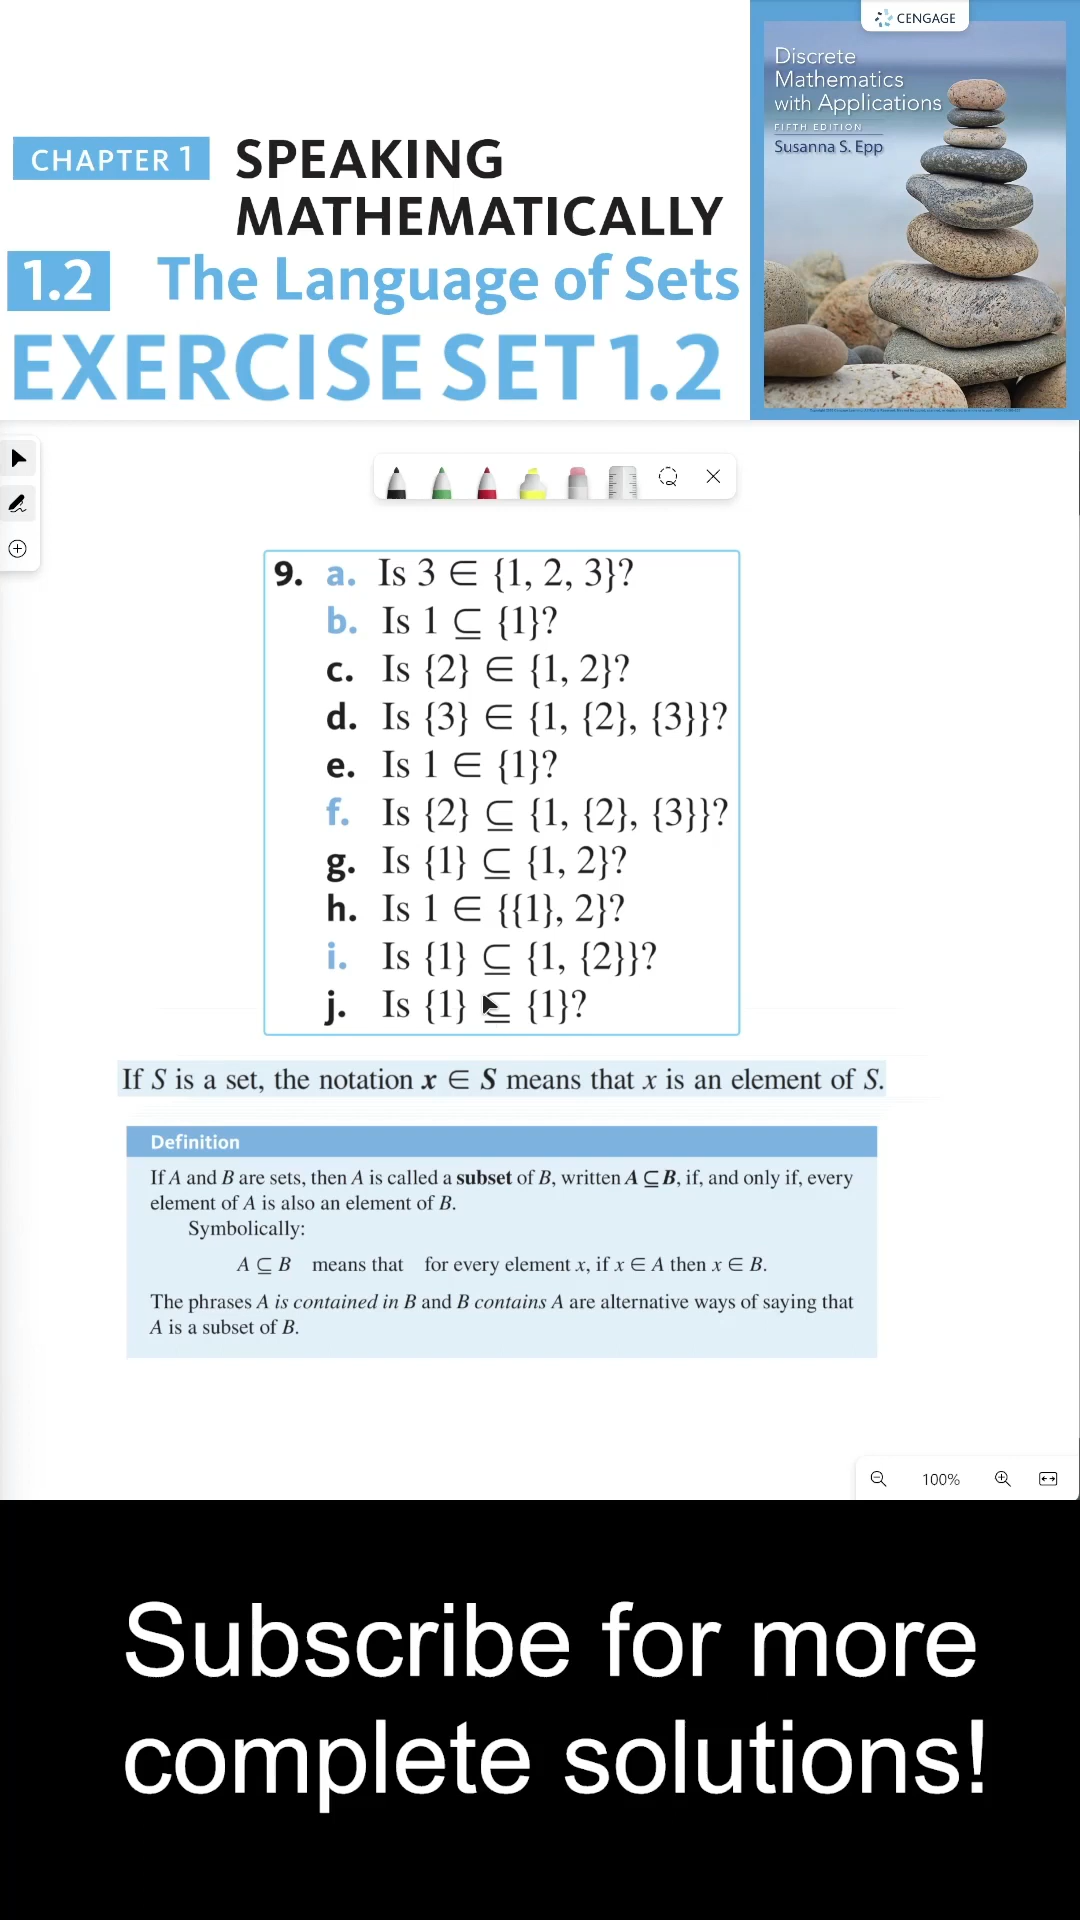 CENGAGE
Discrete
Mathematics
with Applications
FIFTH EDITION
Susanna S. Epp
CHAPTER 1 SPEAKING
MATHEMATICALLY
1.2 The Language of Sets
EXERCISE SET 1.2
9. a. Is 3 ∈ {1, 2, 3}?
b. Is 1 ⊆ {1}?
c. Is {2} ∈ {1, 2}?
d. Is {3} ∈ {1, {2}, {3}}?
e. Is 1 ∈ {1}?
f. Is {2} ⊆ {1, {2}, {3}}?
g. Is {1} ⊆ {1, 2}?
h. Is 1 ∈ {{1}, 2}?
i. Is {1} ⊆ {1, {2}}?
j. Is {1} ⊆ {1}?
If S is a set, the notation x ∈ S means that x is an element of S.
Definition
If A and B are sets, then A is called a subset of B, written A ⊆ B, if, and only if, every
element of A is also an element of B.
Symbolically:
A ⊆ B means that for every element x, if x ∈ A then x ∈ B.
The phrases A is contained in B and B contains A are alternative ways of saying that
A is a subset of B.
100%
Subscribe for more
complete solutions!